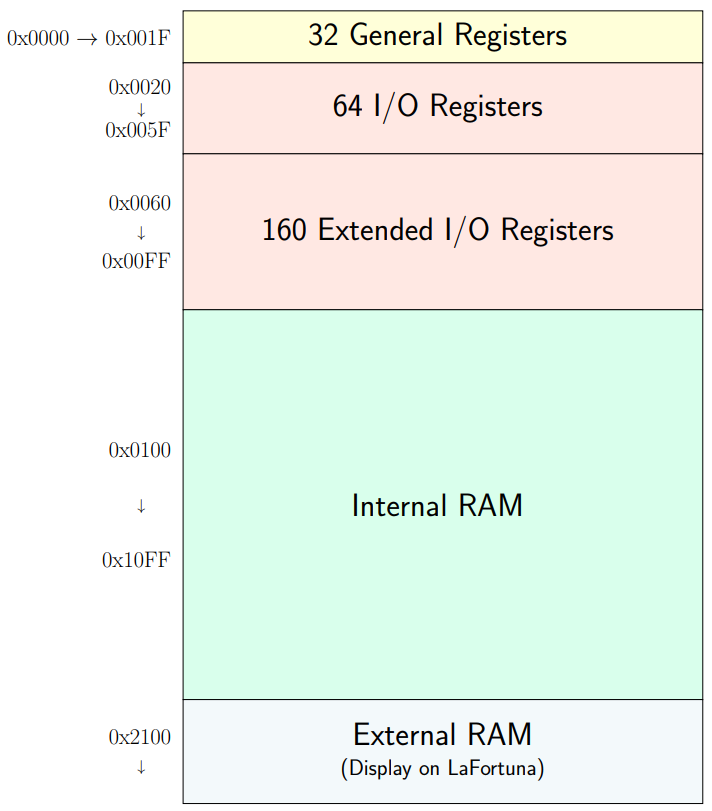 0x0000 → 0x001F
32 General Registers
0x0020
↓
0x005F
64 I/O Registers
0x0060
↓
0x00FF
160 Extended I/O Registers
0x0100
↓
0x10FF
Internal RAM
0x2100
↓
External RAM
(Display on LaFortuna)